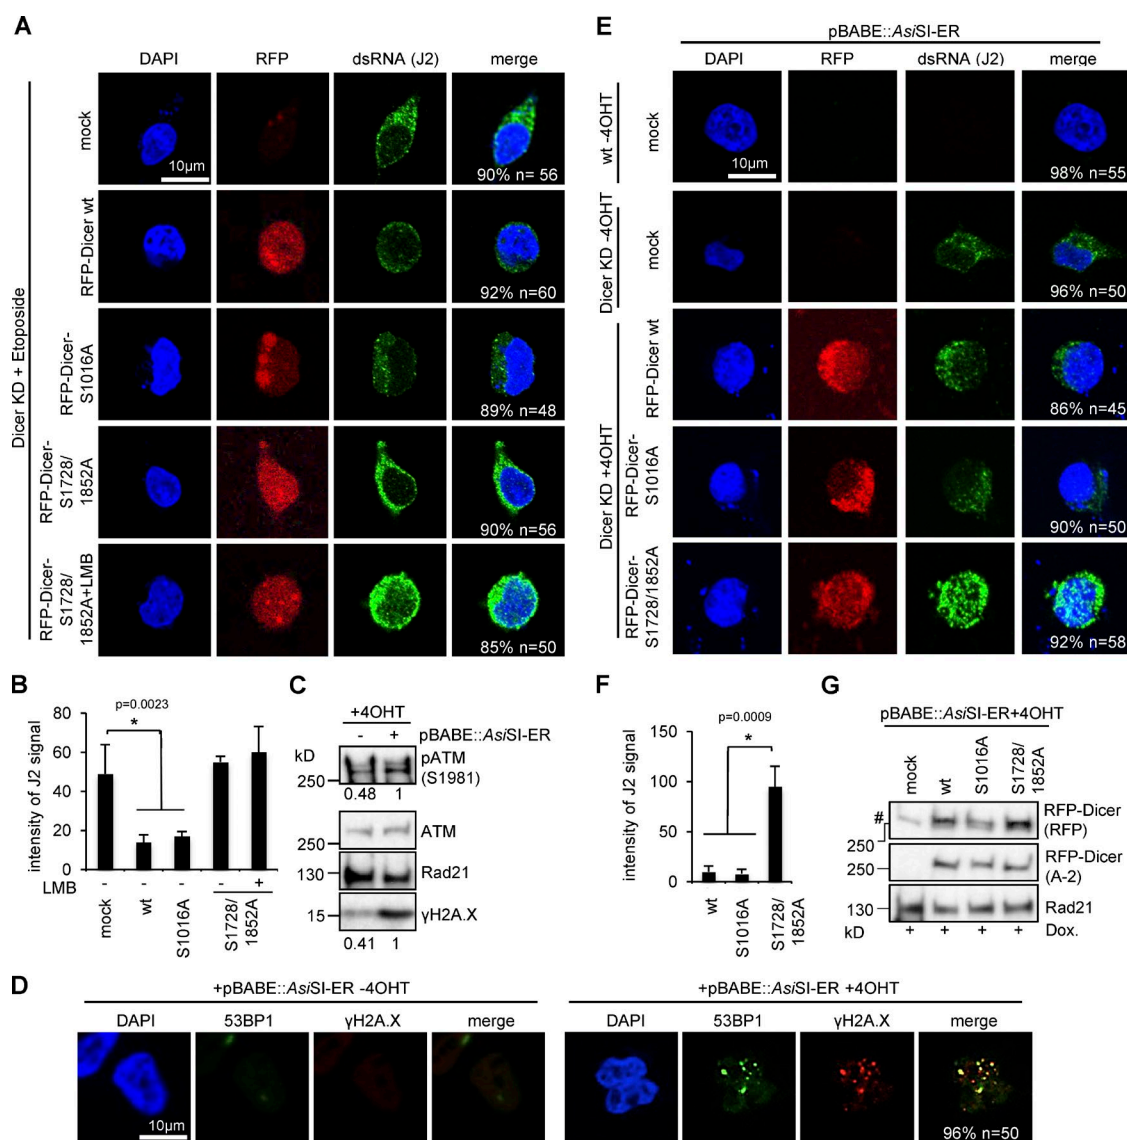 A
DAPI RFP dsRNA (J2) merge
Dicer KD + Etoposide
mock
10µm
90% n= 56
RFP-Dicer wt
92% n=60
RFP-Dicer-
S1016A
89% n=48
RFP-Dicer-
S1728/
1852A
90% n=56
RFP-Dicer-
S1728/
1852A+LMB
85% n=50
E
pBABE::AsiSI-ER
DAPI RFP dsRNA (J2) merge
wt -4OHT
mock
10µm
98% n=55
Dicer KD -4OHT
mock
96% n=50
Dicer KD +4OHT
RFP-Dicer wt
86% n=45
RFP-Dicer-
S1016A
90% n=50
RFP-Dicer-
S1728/1852A
92% n=58
B
p=0.0023
*
intensity of J2 signal
80
60
40
20
0
LMB - +
mock
wt
S1016A
S1728/
1852A
C
+4OHT
kD - + pBABE::AsiSI-ER
250 pATM
(S1981)
0.48 1
250 ATM
130 Rad21
15 γH2A.X
0.41 1
F
p=0.0009
*
intensity of J2 signal
150
100
50
0
wt
S1016A
S1728/
1852A
G
pBABE::AsiSI-ER+4OHT
mock
wt
S1016A
S1728/
1852A
# RFP-Dicer
250 (RFP)
250 RFP-Dicer
(A-2)
130 Rad21
kD + + + + Dox.
D
+pBABE::AsiSI-ER -4OHT
DAPI 53BP1 γH2A.X merge
10µm
+pBABE::AsiSI-ER +4OHT
DAPI 53BP1 γH2A.X merge
96% n=50